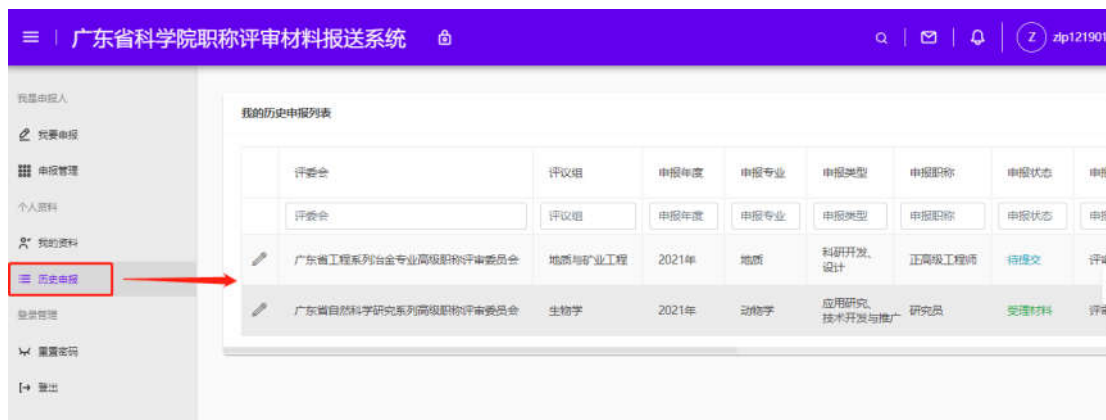 广东省科学院职称评审材料报送系统
Z zlp121901
我是申报人
我要申报
申报管理
个人资料
我的资料
历史申报
登录管理
重置密码
登出
我的历史申报列表
评委会 评议组 申报年度 申报专业 申报类型 申报职称 申报状态 申报
评委会 评议组 申报年度 申报专业 申报类型 申报职称 申报状态 申报
广东省工程系列冶金专业高级职称评审委员会 地质与矿业工程 2021年 地质 科研开发、设计 正高级工程师 待提交 评审
广东省自然科学研究系列高级职称评审委员会 生物学 2021年 动物学 应用研究、技术开发与推广 研究员 受理材料 评审